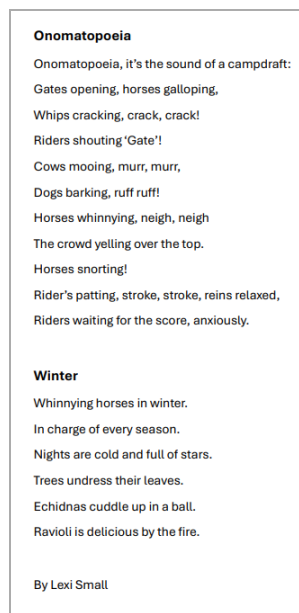 Onomatopoeia
Onomatopoeia, it's the sound of a campdraft:
Gates opening, horses galloping,
Whips cracking, crack, crack!
Riders shouting 'Gate'!
Cows mooing, murr, murr,
Dogs barking, ruff ruff!
Horses whinnying, neigh, neigh
The crowd yelling over the top.
Horses snorting!
Rider's patting, stroke, stroke, reins relaxed,
Riders waiting for the score, anxiously.
Winter
Whinnying horses in winter.
In charge of every season.
Nights are cold and full of stars.
Trees undress their leaves.
Echidnas cuddle up in a ball.
Ravioli is delicious by the fire.
By Lexi Small